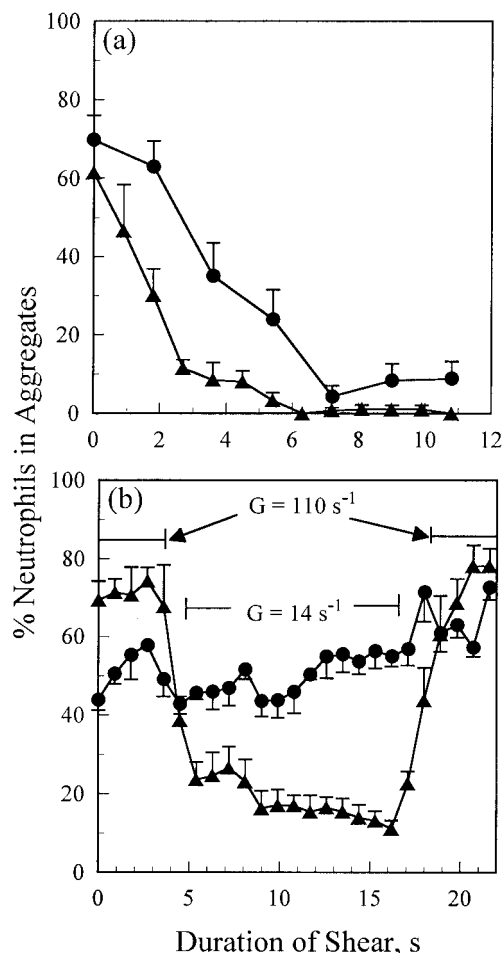 100
(a)
80
60
40
20
0
0 2 4 6 8 10 12
% Neutrophils in Aggregates
100
(b)
G = 110 s⁻¹
80
G = 14 s⁻¹
60
40
20
0
0 5 10 15 20
Duration of Shear, s